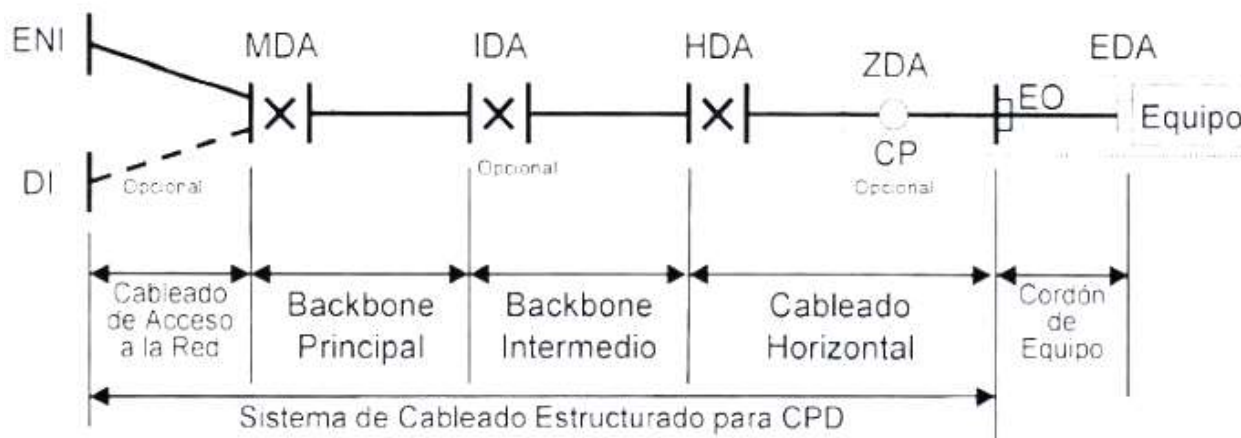 ENI
MDA
IDA
HDA
ZDA
EDA
EO
Equipo
CP
Opcional
Opcional
DI
Opcional
Cableado
de Acceso
a la Red
Backbone
Principal
Backbone
Intermedio
Cableado
Horizontal
Cordón
de
Equipo
Sistema de Cableado Estructurado para CPD